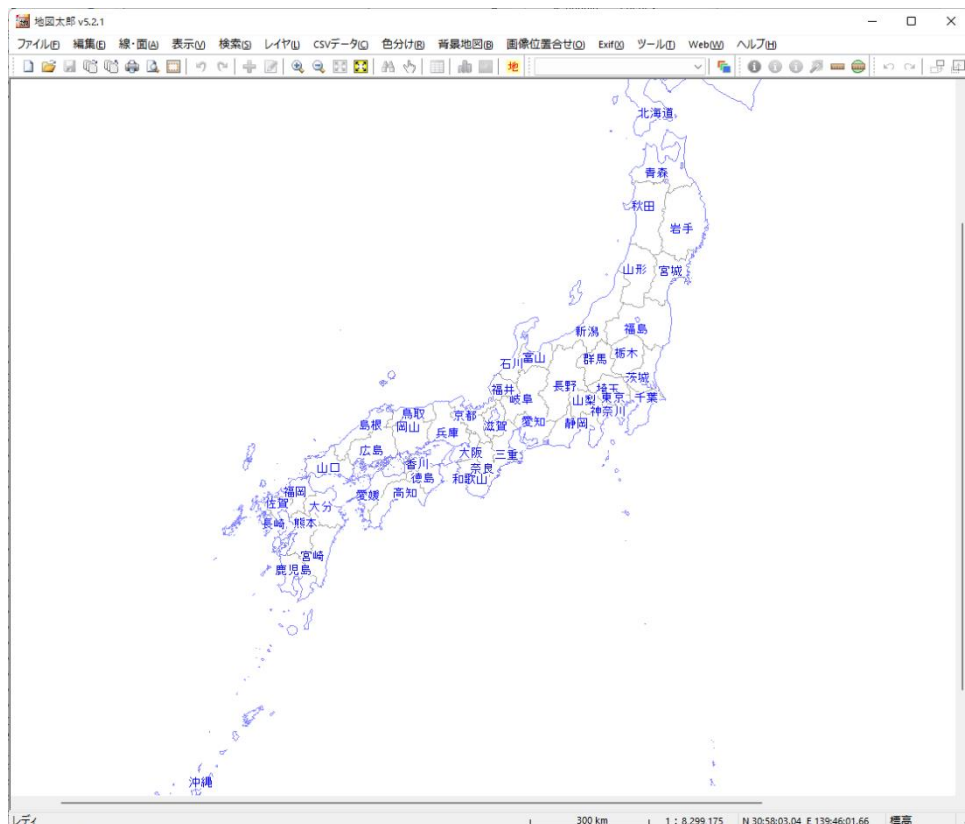 地図太郎 v5.2.1
ファイル(F) 編集(E) 線・面(A) 表示(V) 検索(S) レイヤ(L) CSVデータ(C) 色分け(R) 背景地図(B) 画像位置合せ(O) Exif(X) ツール(T) Web(W) ヘルプ(H)
地
北海道
青森
秋田
岩手
山形 宮城
新潟 福島
石川 富山 群馬 栃木
茨城
福井 岐阜 長野 埼玉
山梨 東京 千葉
神奈川
島根 鳥取 岡山 兵庫 京都 滋賀 愛知 静岡
広島 大阪 三重
山口 香川 奈良
徳島 和歌山
福岡 愛媛 高知
佐賀 大分
長崎 熊本
宮崎
鹿児島
沖縄
レディ 300 km 1 : 8,299,175 N 30:58:03.04 E 139:46:01.66 標高